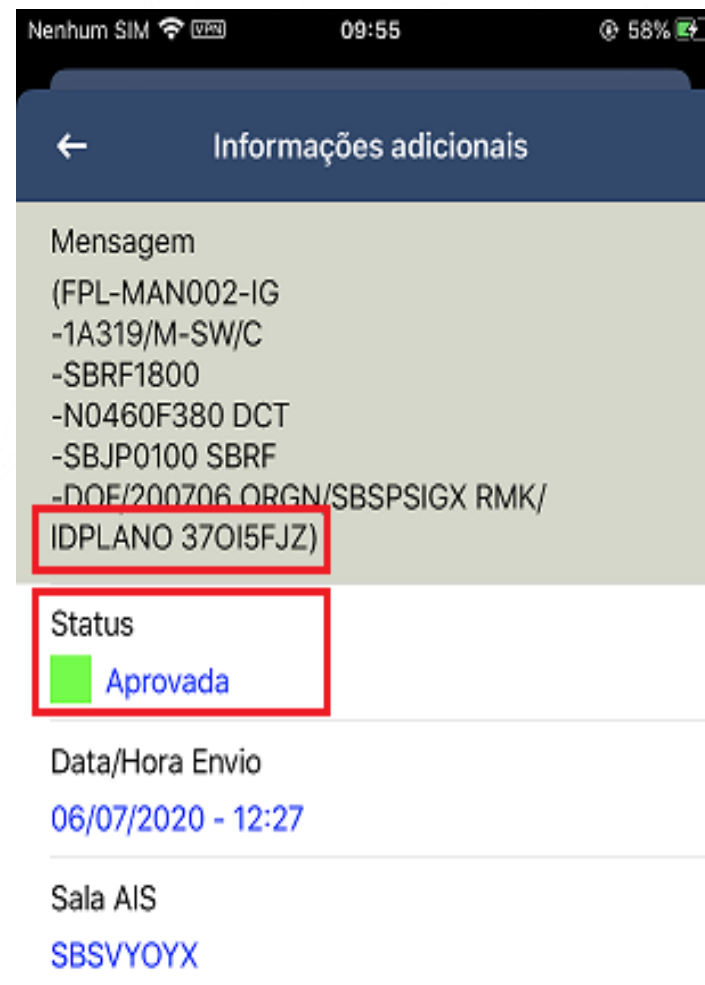 Nenhum SIM VPN 09:55 58%
Informações adicionais
Mensagem
(FPL-MAN002-IG
-1A319/M-SW/C
-SBRF1800
-N0460F380 DCT
-SBJP0100 SBRF
-DOF/200706 ORGN/SBSPSIGX RMK/
IDPLANO 37OI5FJZ)
Status
Aprovada
Data/Hora Envio
06/07/2020 - 12:27
Sala AIS
SBSVYOYX